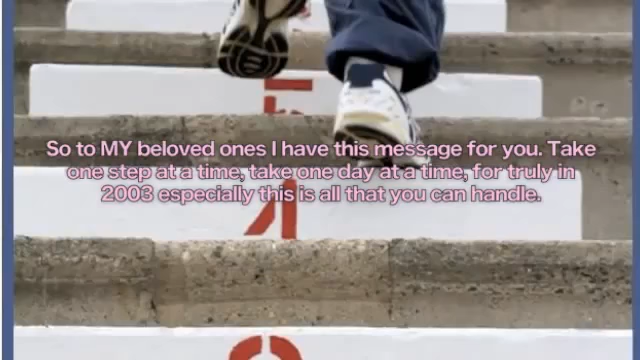 So to MY beloved ones I have this message for you. Take
one step at a time, take one day at a time, for truly in
2003 especially this is all that you can handle.